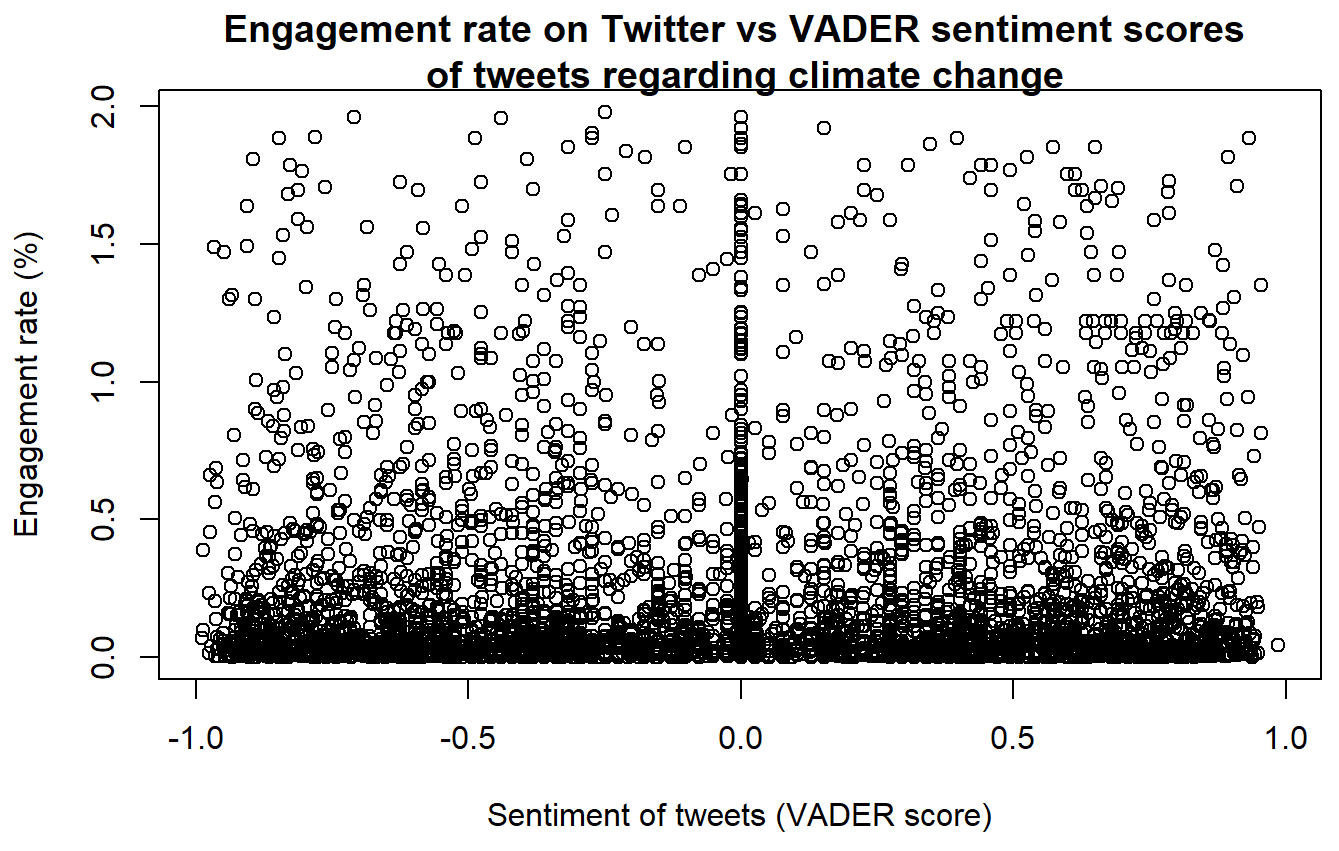 Engagement rate on Twitter vs VADER sentiment scores
of tweets regarding climate change
Engagement rate (%)
2.0
1.5
1.0
0.5
0.0
-1.0 -0.5 0.0 0.5 1.0
Sentiment of tweets (VADER score)